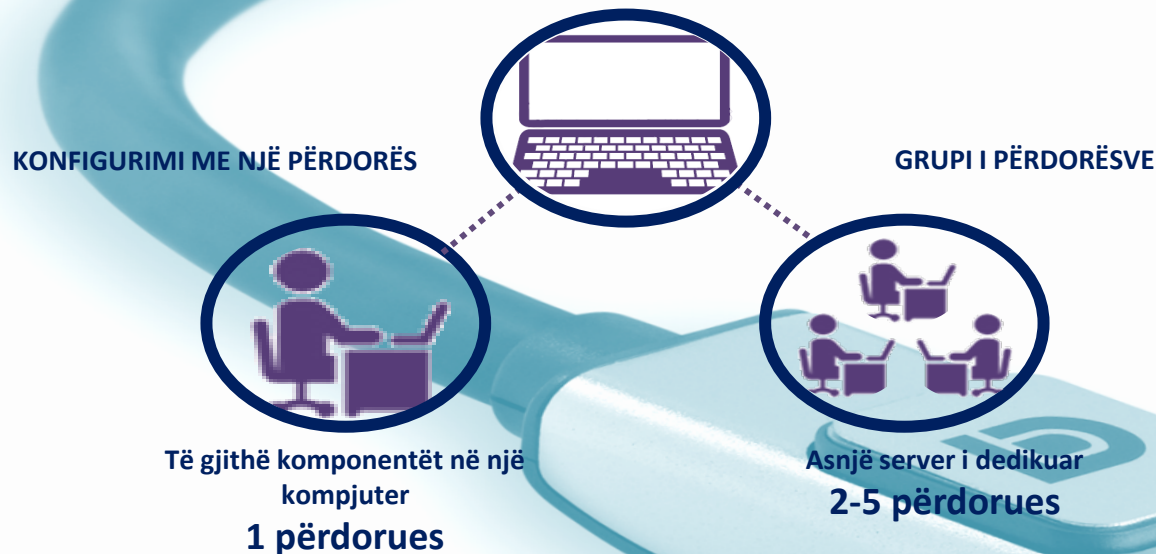 KONFIGURIMI ME NJË PËRDORËS
GRUPI I PËRDORËSVE
Të gjithë komponentët në një
kompjuter
1 përdorues
Asnjë server i dedikuar
2-5 përdorues